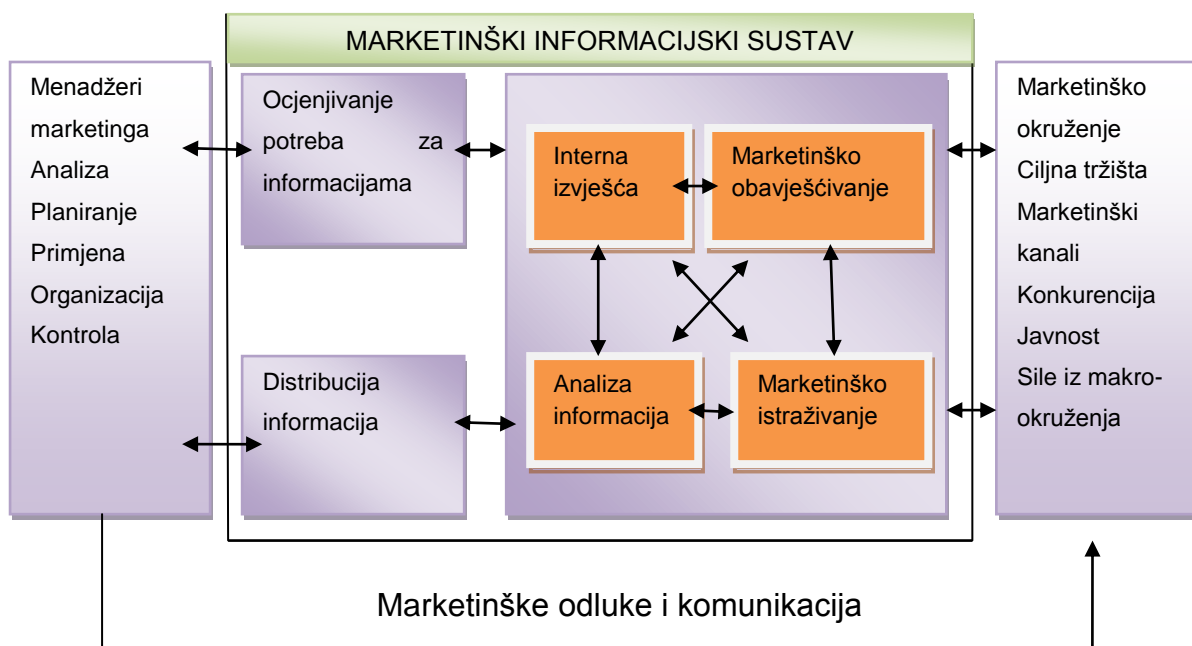 MARKETINŠKI INFORMACIJSKI SUSTAV
Menadžeri
marketinga
Analiza
Planiranje
Primjena
Organizacija
Kontrola
Ocjenjivanje
potreba za
informacijama
Distribucija
informacija
Interna
izvješća
Marketinško
obavješćivanje
Analiza
informacija
Marketinško
istraživanje
Marketinško
okruženje
Ciljna tržišta
Marketinški
kanali
Konkurencija
Javnost
Sile iz makro-
okruženja
Marketinške odluke i komunikacija